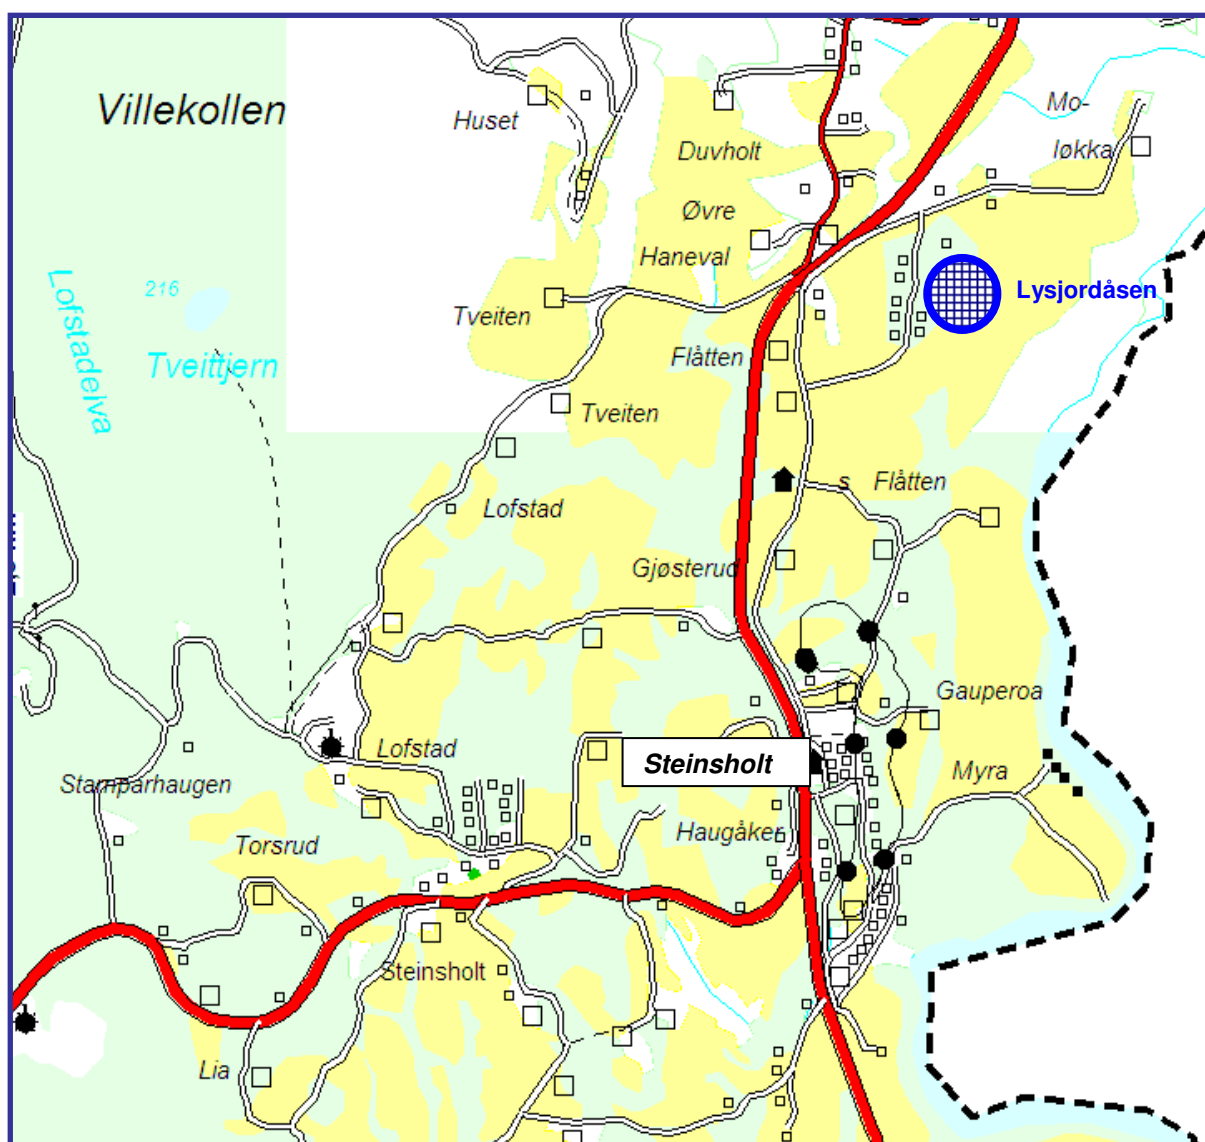 Villekollen
Huset
Duvholt
Mo-
løkka
Øvre
Haneval
Lysjordåsen
216
Lofstadelva
Tveiten
Tveittjern
Flåtten
Tveiten
s Flåtten
Lofstad
Gjøsterud
Gauperoa
Lofstad
Steinsholt
Myra
Stamparhaugen
Haugåker
Torsrud
Steinsholt
Lia